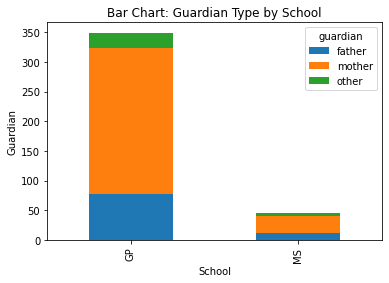 Bar Chart: Guardian Type by School
guardian
father
mother
other
Guardian
350
300
250
200
150
100
50
0
GP
MS
School